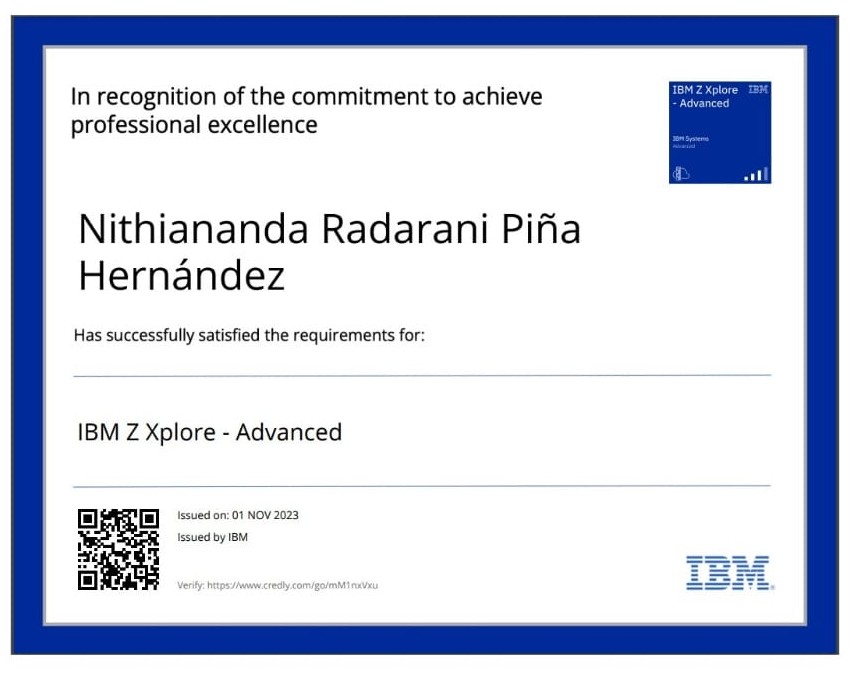 In recognition of the commitment to achieve
professional excellence
IBM Z Xplore IBM
- Advanced
IBM Systems
Advanced
Nithiananda Radarani Piña
Hernández
Has successfully satisfied the requirements for:
IBM Z Xplore - Advanced
Issued on: 01 NOV 2023
Issued by IBM
Verify: https://www.credly.com/go/mM1nxVxu
IBM®